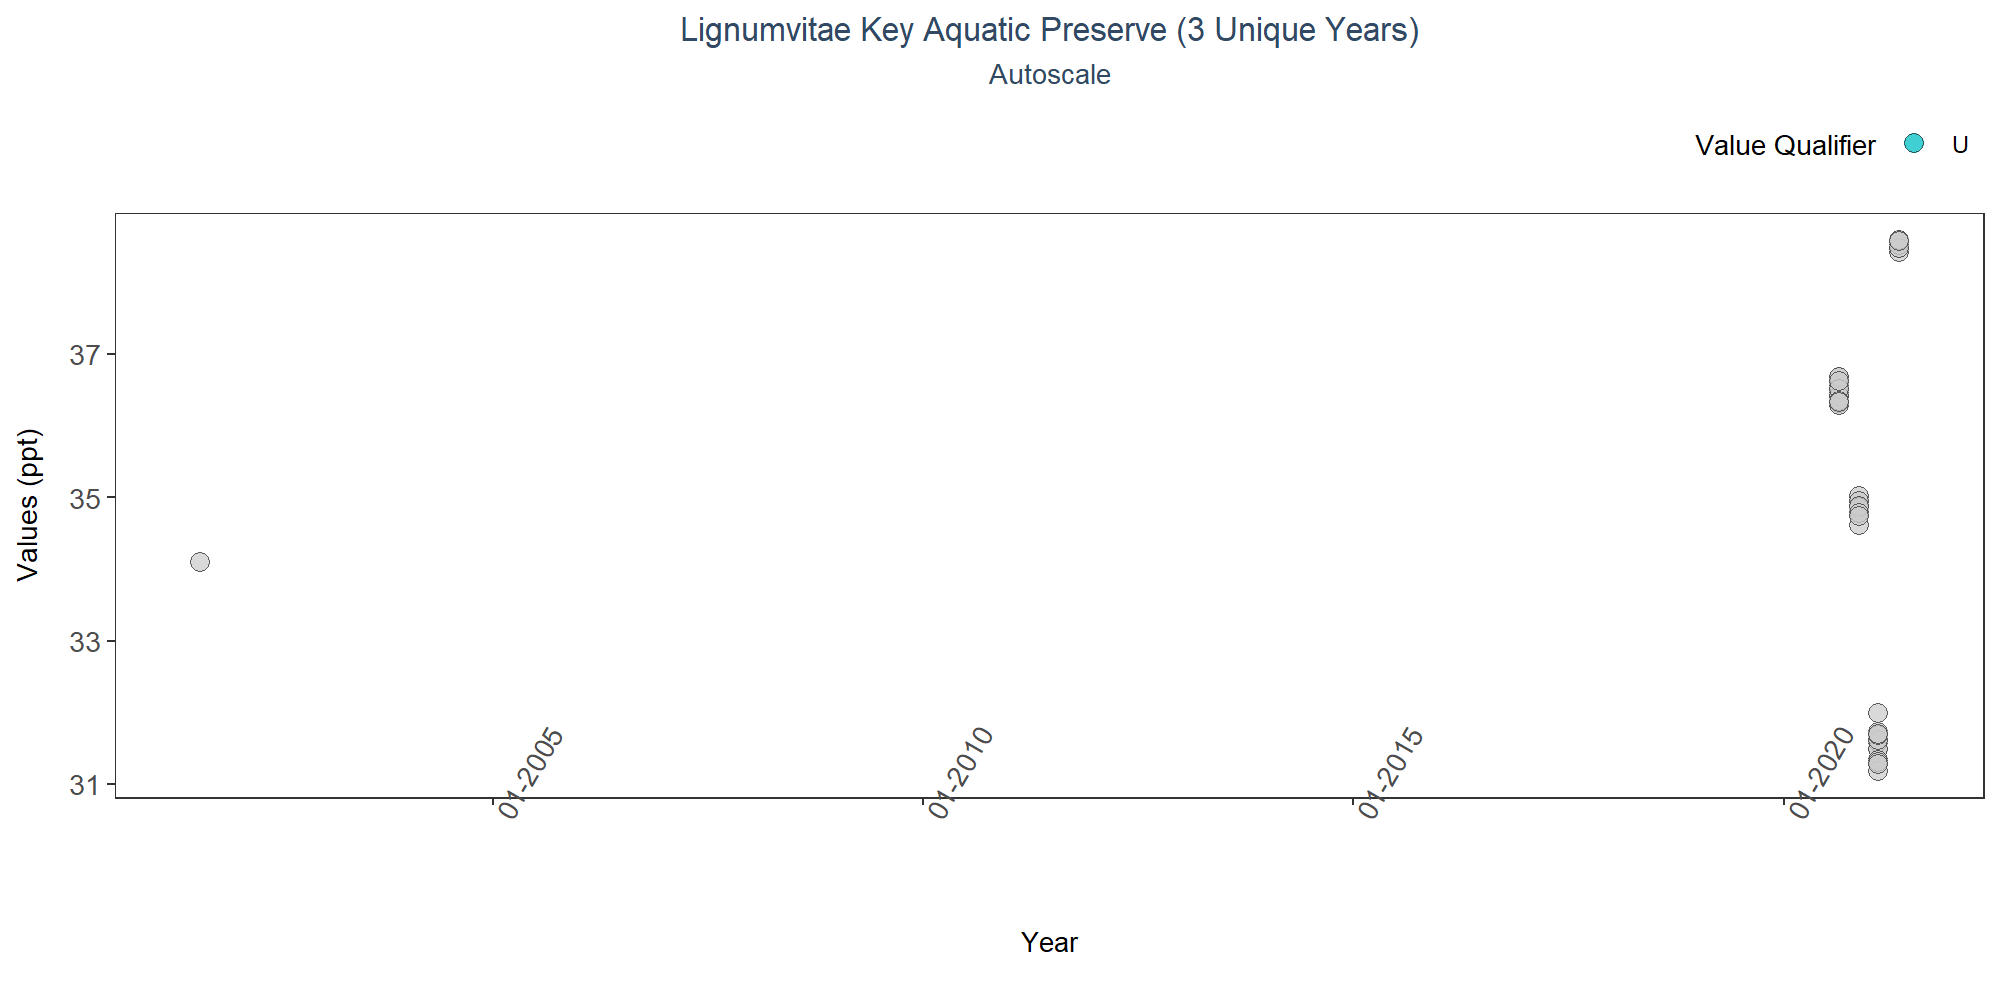 Lignumvitae Key Aquatic Preserve (3 Unique Years)
Autoscale
Value Qualifier U
Values (ppt)
37
35
33
31
01-2005
01-2010
01-2015
01-2020
Year